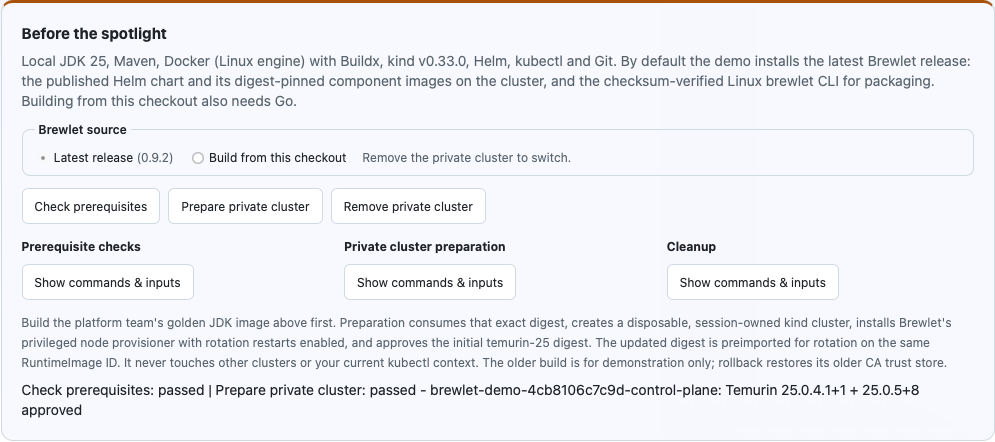 Before the spotlight
Local JDK 25, Maven, Docker (Linux engine) with Buildx, kind v0.33.0, Helm, kubectl and Git. By default the demo installs the latest Brewlet release:
the published Helm chart and its digest-pinned component images on the cluster, and the checksum-verified Linux brewlet CLI for packaging.
Building from this checkout also needs Go.
Brewlet source
Latest release (0.9.2) Build from this checkout Remove the private cluster to switch.
Check prerequisites Prepare private cluster Remove private cluster
Prerequisite checks Private cluster preparation Cleanup
Show commands & inputs Show commands & inputs Show commands & inputs
Build the platform team's golden JDK image above first. Preparation consumes that exact digest, creates a disposable, session-owned kind cluster, installs Brewlet's
privileged node provisioner with rotation restarts enabled, and approves the initial temurin-25 digest. The updated digest is preimported for rotation on the same
RuntimeImage ID. It never touches other clusters or your current kubectl context. The older build is for demonstration only; rollback restores its older CA trust store.
Check prerequisites: passed | Prepare private cluster: passed - brewlet-demo-4cb8106c7c9d-control-plane: Temurin 25.0.4.1+1 + 25.0.5+8
approved